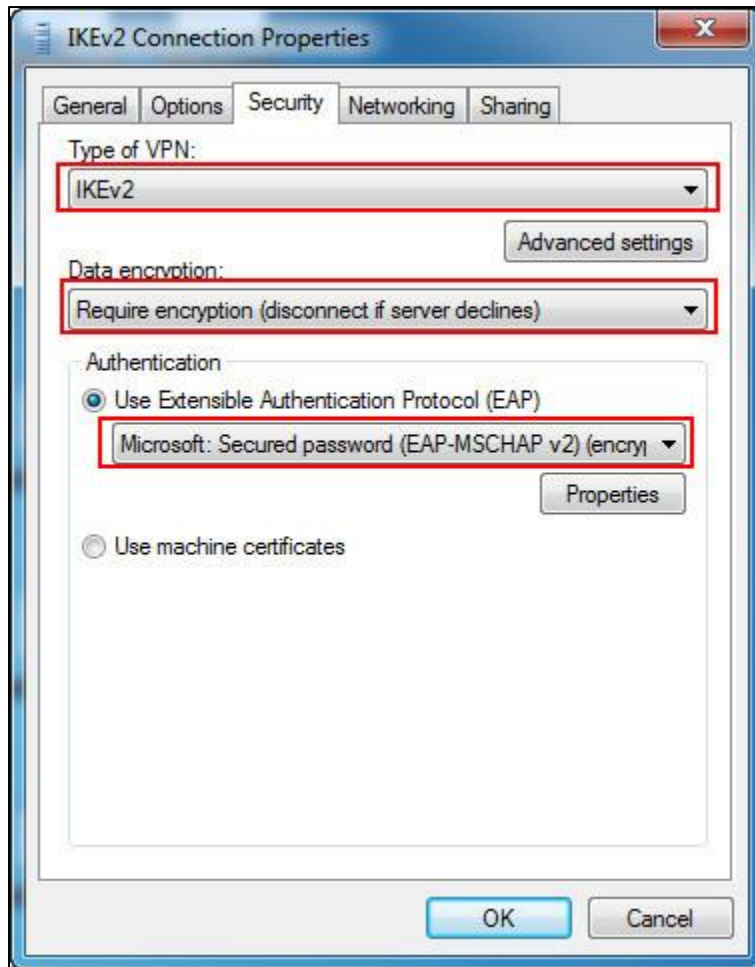 IKEv2 Connection Properties
General Options Security Networking Sharing
Type of VPN:
IKEv2
Advanced settings
Data encryption:
Require encryption (disconnect if server declines)
Authentication
Use Extensible Authentication Protocol (EAP)
Microsoft: Secured password (EAP-MSCHAP v2) (encry
Properties
Use machine certificates
OK Cancel